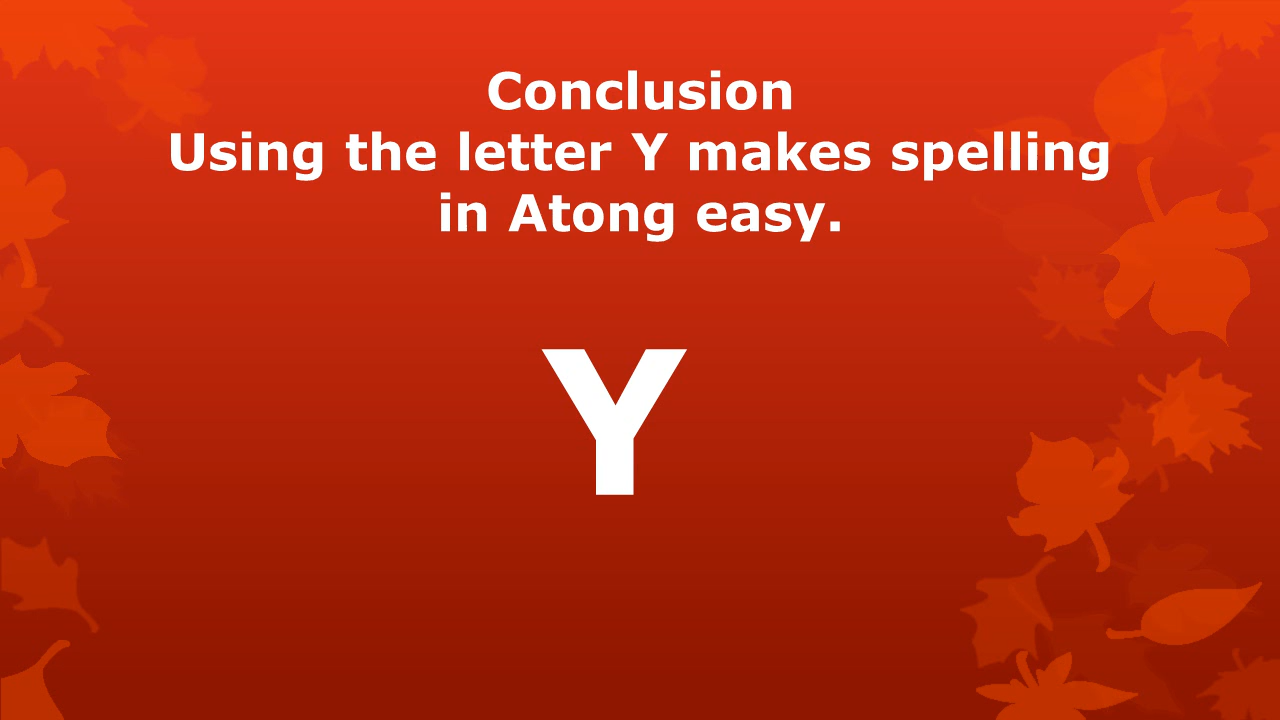 Conclusion
Using the letter Y makes spelling
in Atong easy.
Y